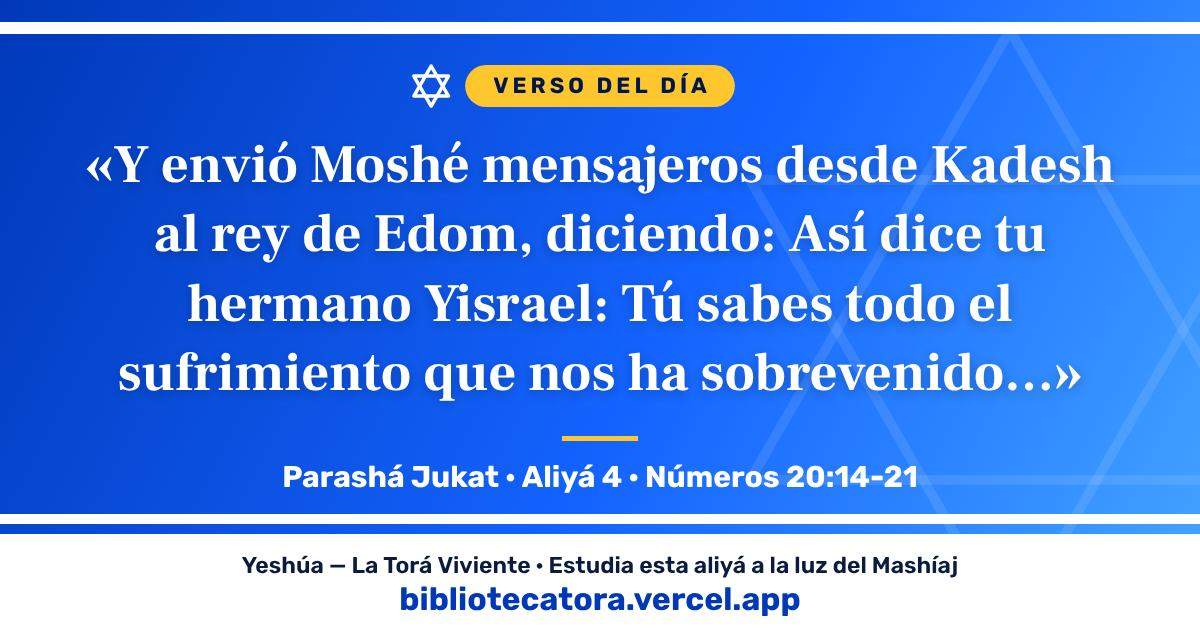 VERSO DEL DÍA
«Y envió Moshé mensajeros desde Kadesh
al rey de Edom, diciendo: Así dice tu
hermano Yisrael: Tú sabes todo el
sufrimiento que nos ha sobrevenido…»
Parashá Jukat • Aliyá 4 • Números 20:14-21
Yeshúa — La Torá Viviente • Estudia esta aliyá a la luz del Mashíaj
bibliotecatora.vercel.app